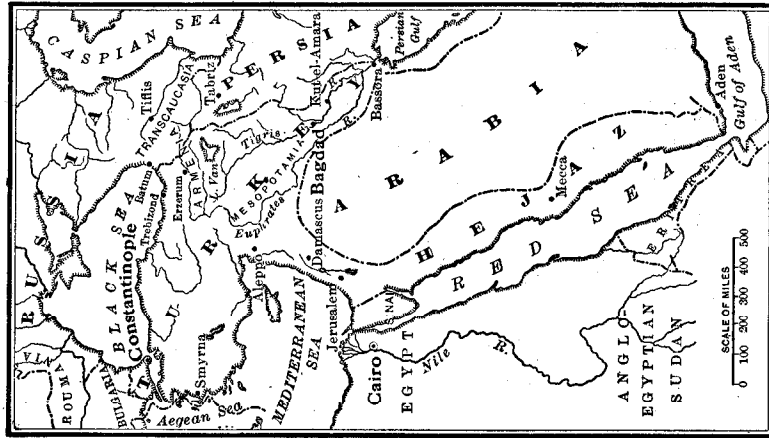 CASPIAN SEA
RUSSIA
Tiflis
TRANSCAUCASIA
Tabriz
PERSIA
Batum
BLACK SEA
Trebizond
Erzerum
ARMENIA
L. Van
Tigris
R.
Kut-el-Amara
Persian
Gulf
Bassora
MESOPOTAMIA
Euphrates
R.
Bagdad
TURKEY
ROUMA
BULGARIA
Constantinople
Smyrna
Aegean Sea
Aleppo
Damascus
Jerusalem
MEDITERRANEAN
SEA
ARABIA
HEJAZ
Mecca
RED SEA
Aden
Gulf of Aden
SINAI
Cairo
EGYPT
Nile R.
ANGLO-
EGYPTIAN
SUDAN
SCALE OF MILES
0 100 200 300 400 500